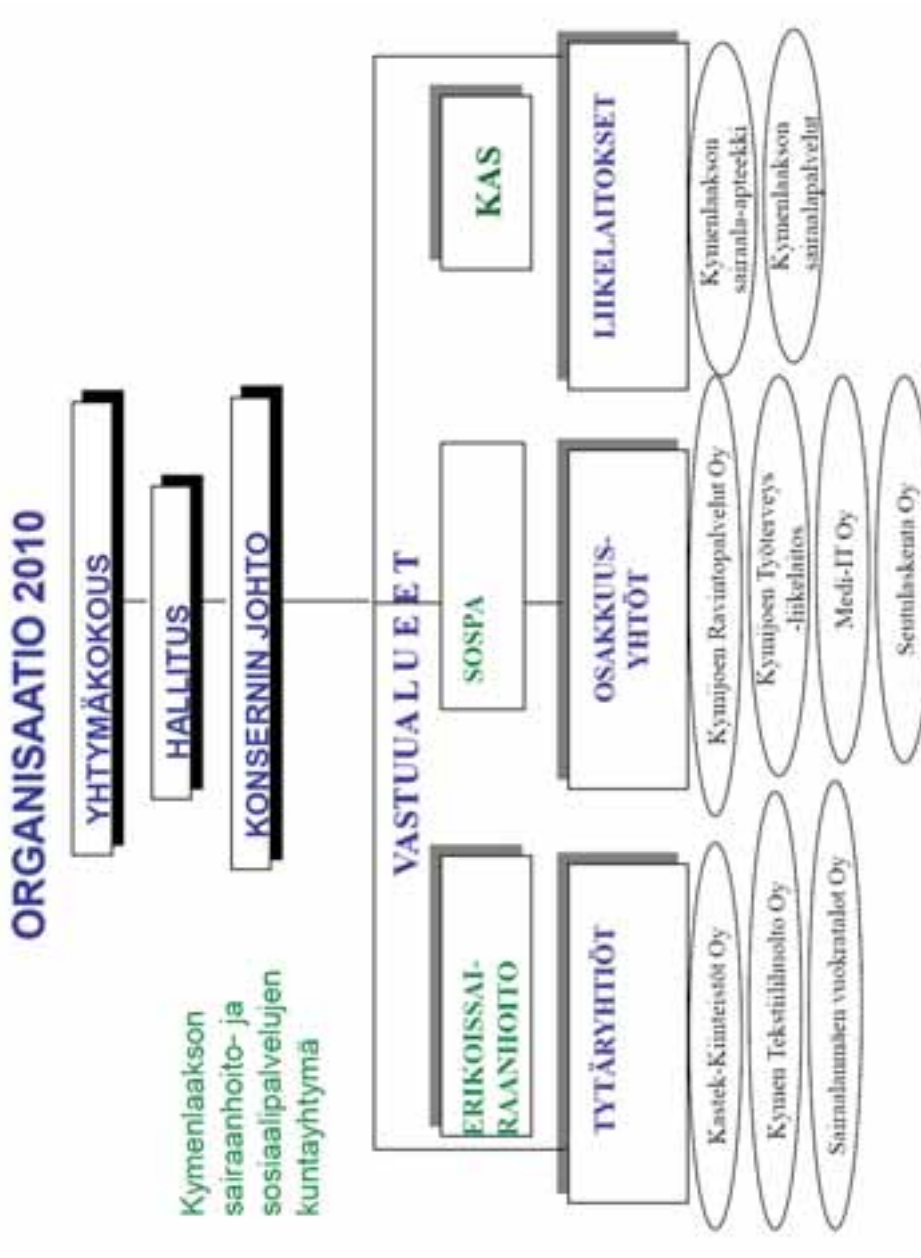 ORGANISAATIO 2010
Kymenlaakson
sairaanhoito- ja
sosiaalipalvelujen
kuntayhtymä
YHTYMÄKOKOUS
HALLITUS
KONSERNIN JOHTO
VASTUUALUEET
ERIKOISSAI-
RAANHOITO
SOSPA
KAS
TYTÄRYHTIÖT
OSAKKUUS-
YHTÖT
LIIKELAITOKSET
Kastek-Kiinteistöt Oy
Kymen Tekstiilihuolto Oy
Sairaalanmäen vuokratalot Oy
Kymijoen Ravintopalvelut Oy
Kymijoen Työterveys
-liikelaitos
Medi-IT Oy
Seutulaskenta Oy
Kymenlaakson
sairaala-apteekki
Kymenlaakson
sairaalapalvelut